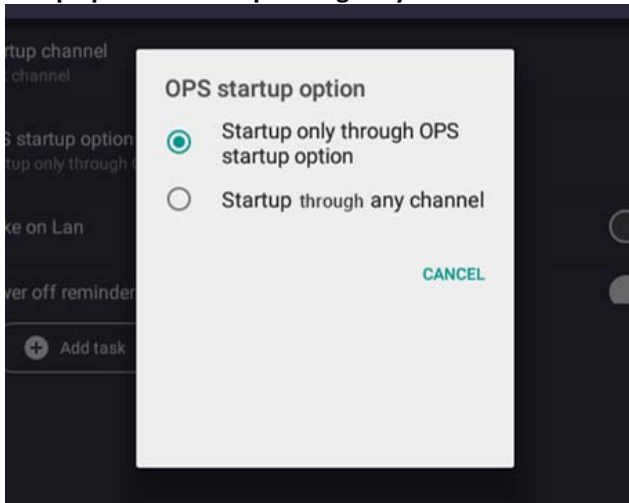 rtup channel
channel
OPS startup option
Startup only through OPS
startup option
S startup option
tup only through
Startup through any channel
ke on Lan
CANCEL
ver off reminder
Add task